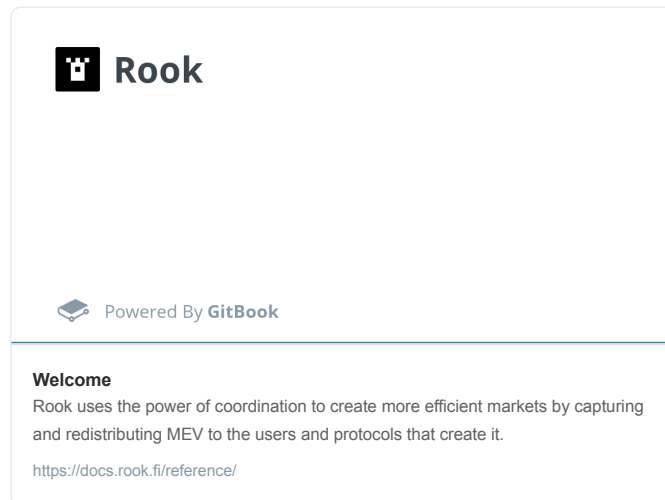 Rook
Powered By GitBook
Welcome
Rook uses the power of coordination to create more efficient markets by capturing
and redistributing MEV to the users and protocols that create it.
https://docs.rook.fi/reference/